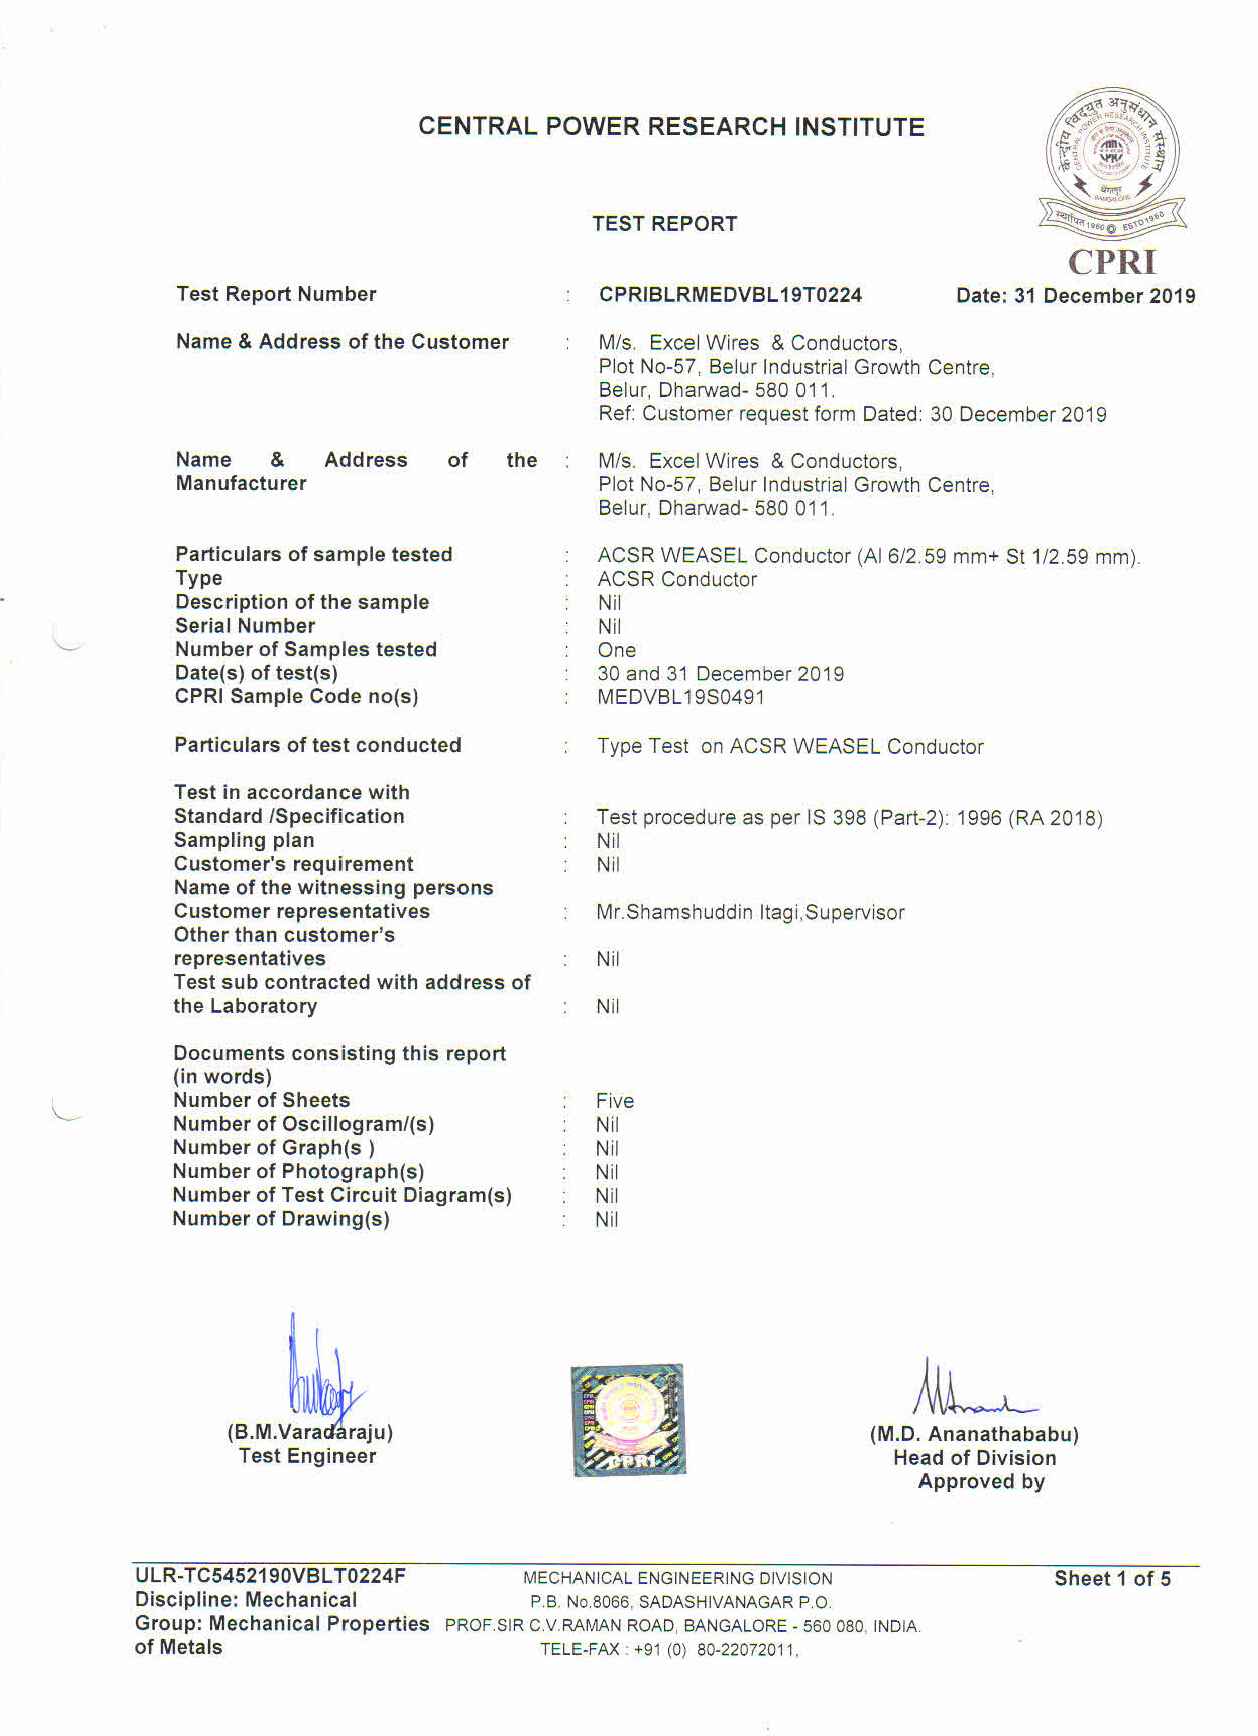 CENTRAL POWER RESEARCH INSTITUTE
केन्द्रीय विद्युत अनुसंधान संस्थान
CENTRAL POWER RESEARCH INSTITUTE
BANGALORE
1960 ESTD 1960
CPRI
TEST REPORT
Test Report Number : CPRIBLRMEDVBL19T0224 Date: 31 December 2019
Name & Address of the Customer : M/s. Excel Wires & Conductors,
Plot No-57, Belur Industrial Growth Centre,
Belur, Dharwad- 580 011.
Ref: Customer request form Dated: 30 December 2019
Name & Address of the : M/s. Excel Wires & Conductors,
Manufacturer Plot No-57, Belur Industrial Growth Centre,
Belur, Dharwad- 580 011.
Particulars of sample tested : ACSR WEASEL Conductor (Al 6/2.59 mm+ St 1/2.59 mm).
Type : ACSR Conductor
Description of the sample : Nil
Serial Number : Nil
Number of Samples tested : One
Date(s) of test(s) : 30 and 31 December 2019
CPRI Sample Code no(s) : MEDVBL19S0491
Particulars of test conducted : Type Test on ACSR WEASEL Conductor
Test in accordance with
Standard /Specification : Test procedure as per IS 398 (Part-2): 1996 (RA 2018)
Sampling plan : Nil
Customer's requirement : Nil
Name of the witnessing persons
Customer representatives : Mr.Shamshuddin Itagi,Supervisor
Other than customer's
representatives : Nil
Test sub contracted with address of
the Laboratory : Nil
Documents consisting this report
(in words)
Number of Sheets : Five
Number of Oscillogram/(s) : Nil
Number of Graph(s ) : Nil
Number of Photograph(s) : Nil
Number of Test Circuit Diagram(s) : Nil
Number of Drawing(s) : Nil
CPRI
(B.M.Varadaraju) (M.D. Ananathababu)
Test Engineer Head of Division
Approved by
ULR-TC5452190VBLT0224F MECHANICAL ENGINEERING DIVISION Sheet 1 of 5
Discipline: Mechanical P.B. No.8066, SADASHIVANAGAR P.O.
Group: Mechanical Properties PROF.SIR C.V.RAMAN ROAD, BANGALORE - 560 080, INDIA.
of Metals TELE-FAX : +91 (0) 80-22072011,